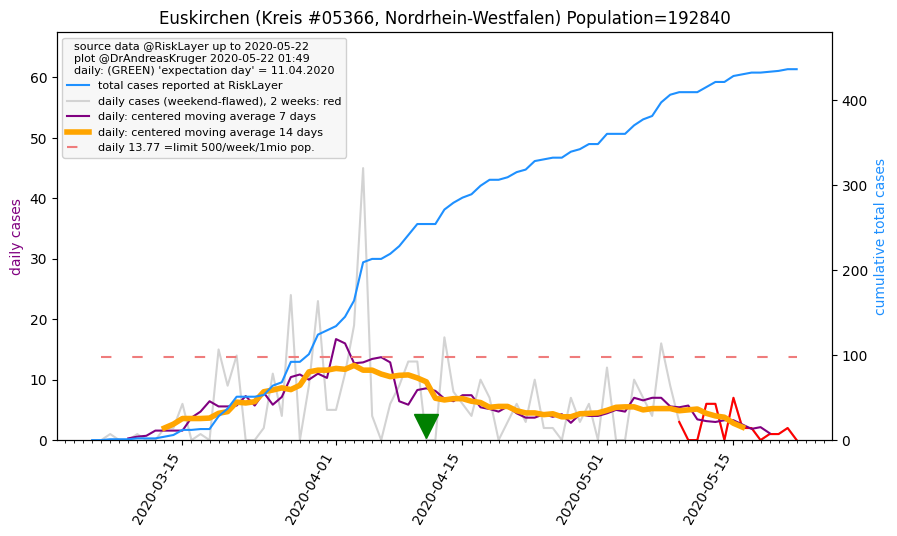 Euskirchen (Kreis #05366, Nordrhein-Westfalen) Population=192840
source data @RiskLayer up to 2020-05-22
plot @DrAndreasKruger 2020-05-22 01:49
daily: (GREEN) 'expectation day' = 11.04.2020
total cases reported at RiskLayer
daily cases (weekend-flawed), 2 weeks: red
daily: centered moving average 7 days
daily: centered moving average 14 days
daily 13.77 =limit 500/week/1mio pop.
daily cases
60
50
40
30
20
10
0
cumulative total cases
400
300
200
100
0
2020-03-15
2020-04-01
2020-04-15
2020-05-01
2020-05-15